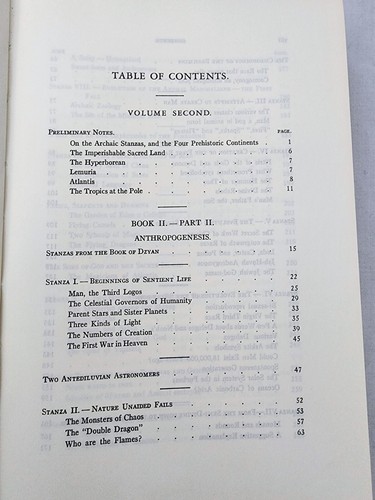 TABLE OF CONTENTS.
VOLUME SECOND.
PRELIMINARY NOTES. PAGE.
On the Archaic Stanzas, and the Four Prehistoric Continents . 1
The Imperishable Sacred Land . . . . . . 6
The Hyperborean . . . . . . . . 7
Lemuria . . . . . . . . . 7
Atlantis . . . . . . . . . 8
The Tropics at the Pole . . . . . . . 11
BOOK II.—PART II.
ANTHROPOGENESIS.
STANZAS FROM THE BOOK OF DZYAN . . . . . 15
STANZA I.—BEGINNINGS OF SENTIENT LIFE . . . . 22
Man, the Third Logos . . . . . . . 25
The Celestial Governors of Humanity . . . . . 29
Parent Stars and Sister Planets . . . . . . 33
Three Kinds of Light . . . . . . . 35
The Numbers of Creation . . . . . . . 39
The First War in Heaven . . . . . . . 45
TWO ANTEDILUVIAN ASTRONOMERS . . . . . 47
STANZA II.—NATURE UNAIDED FAILS . . . . . 52
The Monsters of Chaos . . . . . . . 53
The "Double Dragon" . . . . . . . 57
Who are the Flames? . . . . . . . 63